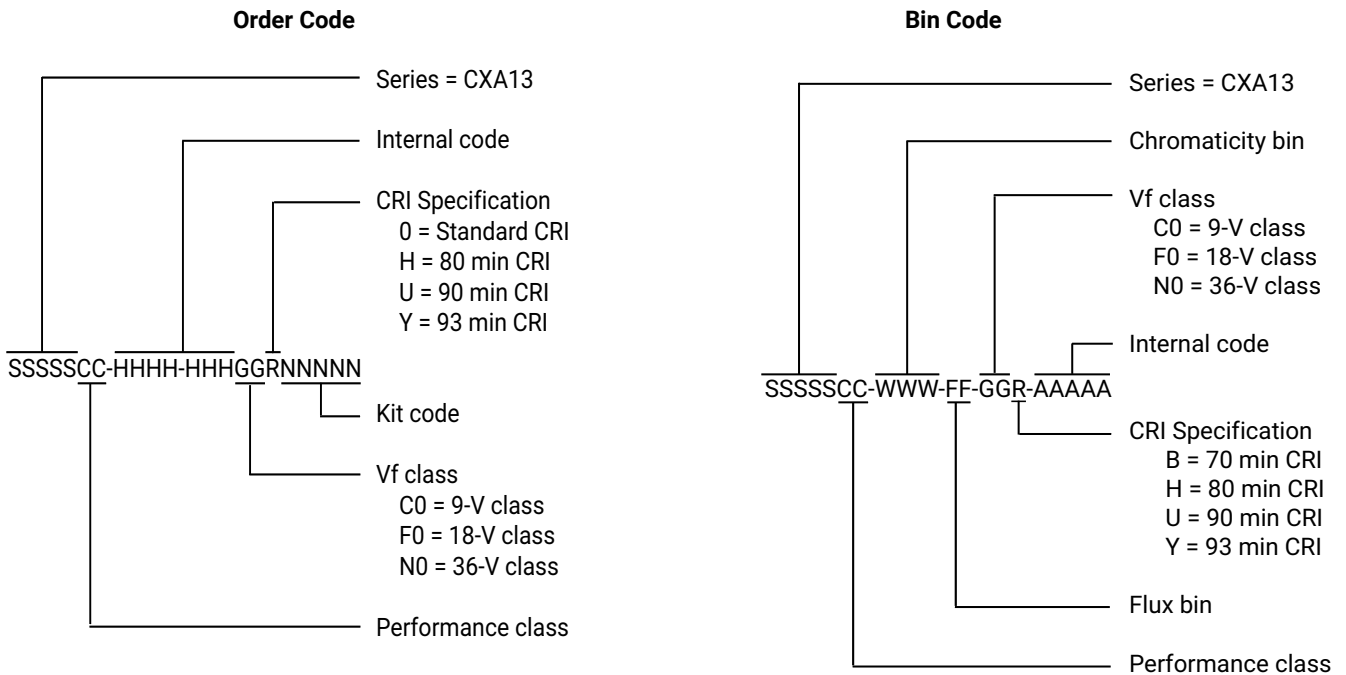 Order Code
Series = CXA13
Internal code
CRI Specification
0 = Standard CRI
H = 80 min CRI
U = 90 min CRI
Y = 93 min CRI
SSSSSCC-HHHH-HHHGGRNNNNN
Kit code
Vf class
C0 = 9-V class
F0 = 18-V class
N0 = 36-V class
Performance class
Bin Code
Series = CXA13
Chromaticity bin
Vf class
C0 = 9-V class
F0 = 18-V class
N0 = 36-V class
Internal code
SSSSSCC-WWW-FF-GGR-AAAAA
CRI Specification
B = 70 min CRI
H = 80 min CRI
U = 90 min CRI
Y = 93 min CRI
Flux bin
Performance class